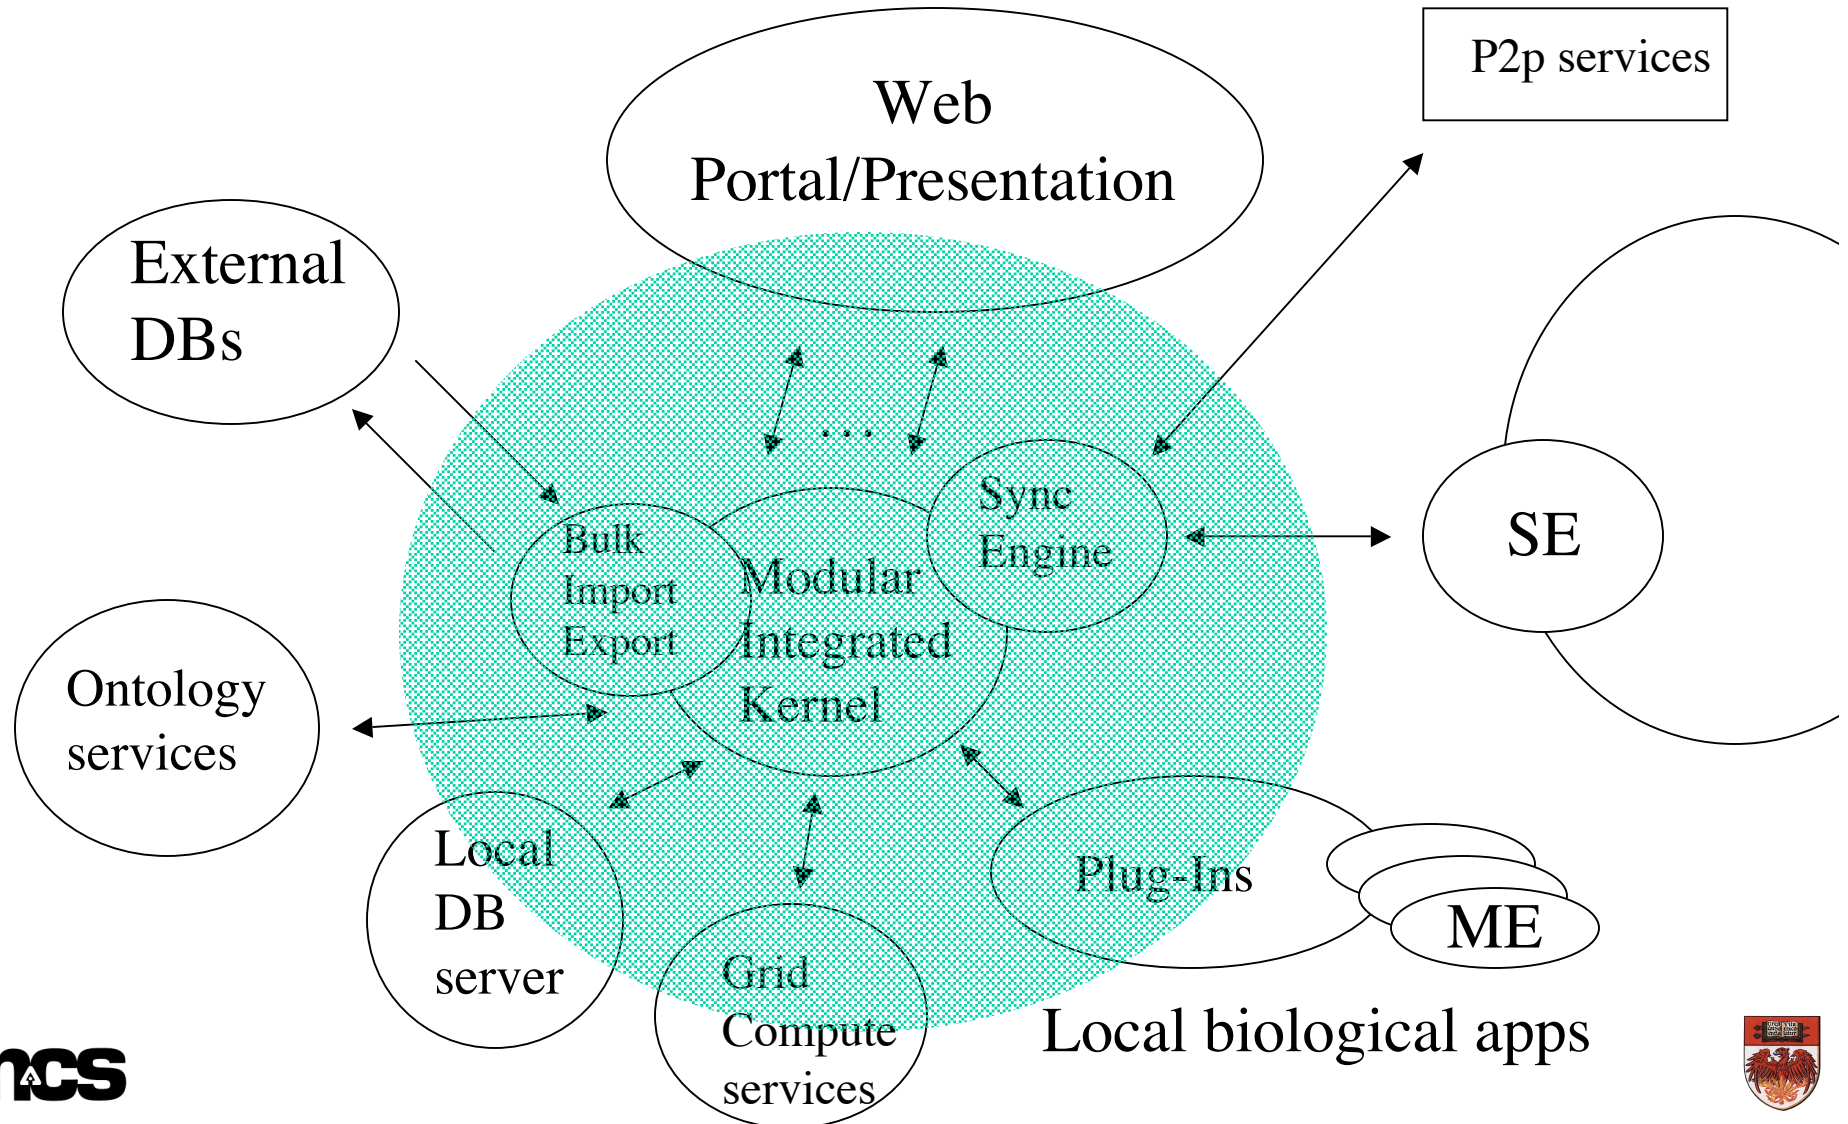 Web
Portal/Presentation
P2p services
External
DBs
. . .
Sync
Engine
SE
Bulk
Import
Export
Modular
Integrated
Kernel
Ontology
services
Local
DB
server
Plug-Ins
ME
Grid
Compute
services
Local biological apps
mcs